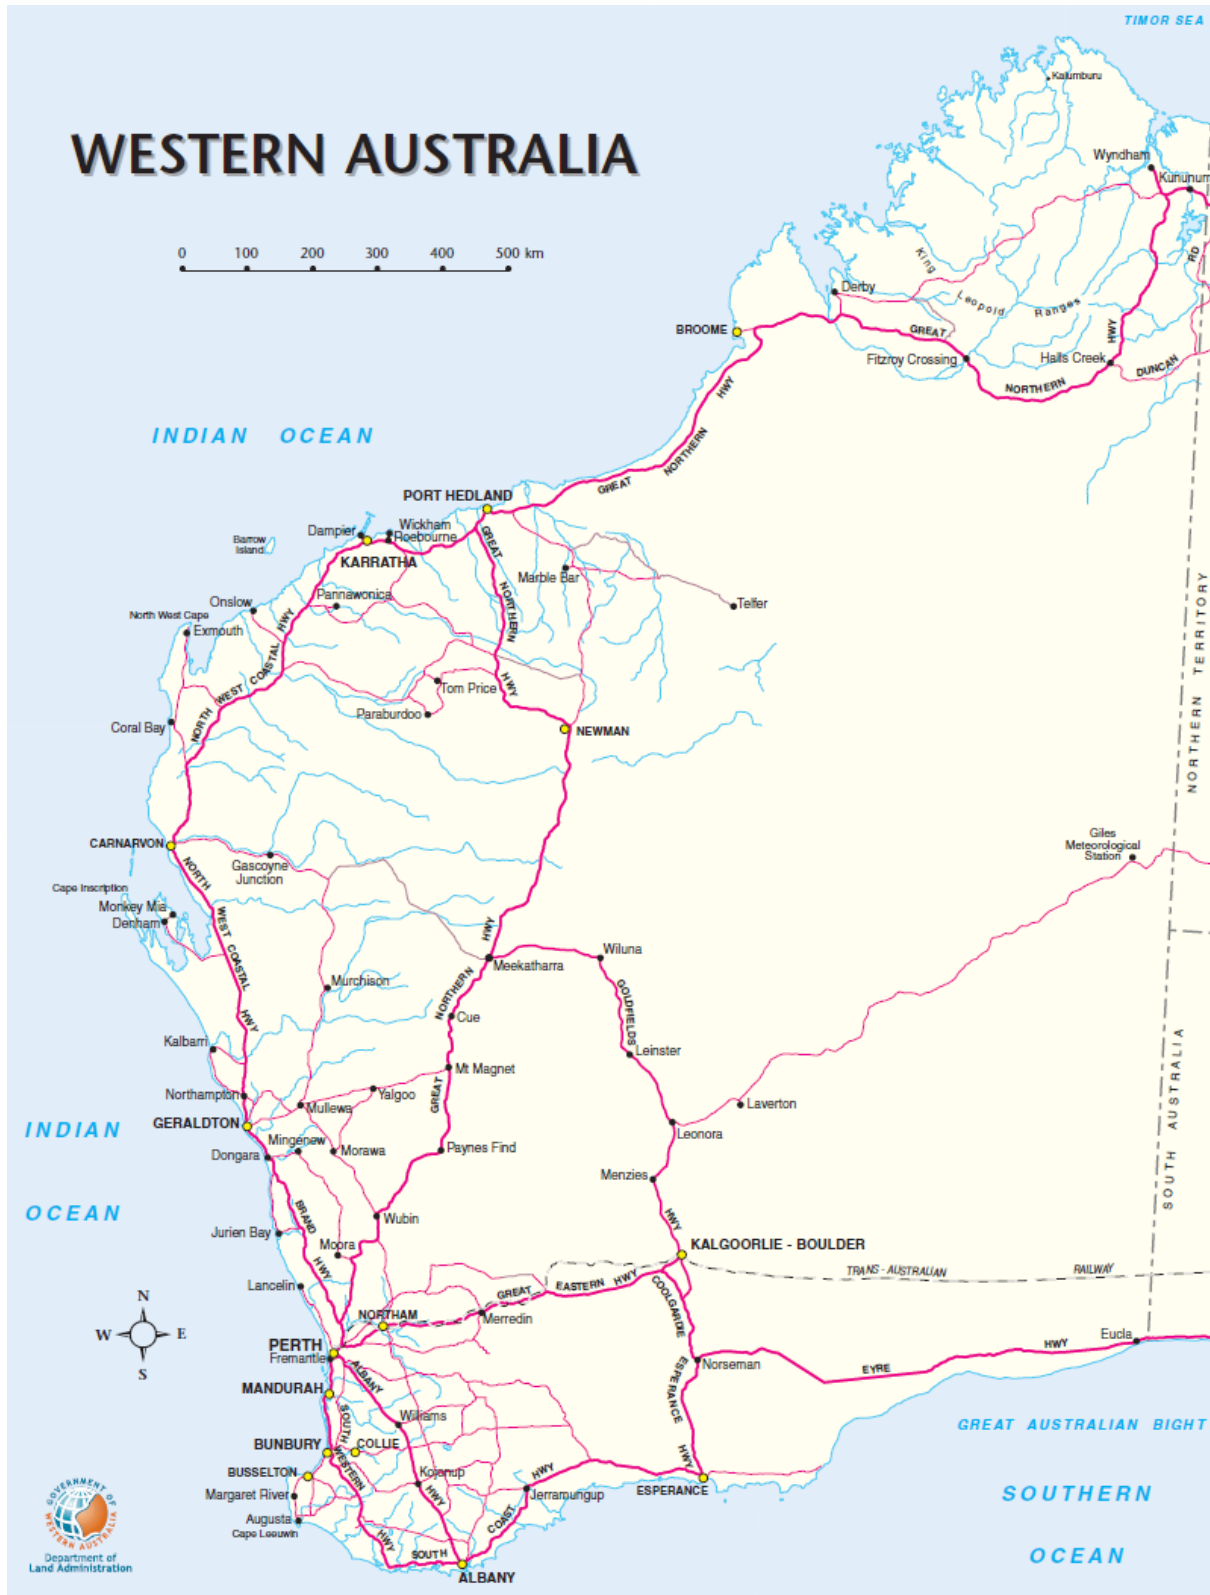 TIMOR SEA
Kalumburu
WESTERN AUSTRALIA
Wyndham
Kununurr
0 100 200 300 400 500 km
King
Leopold
Ranges
RD
Derby
BROOME
GREAT
HWY
Fitzroy Crossing
Halls Creek
DUNCAN
NORTHERN
HWY
INDIAN OCEAN
NORTHERN
GREAT
PORT HEDLAND
Wickham
Dampier
Roebourne
Barrow
Island
KARRATHA
GREAT
Marble Bar
NORTHERN
Pannawonica
Onslow
Telfer
North West Cape
HWY
Exmouth
COASTAL
HWY
Tom Price
WEST
Paraburdoo
NORTH
Coral Bay
NEWMAN
NORTHERN TERRITORY
CARNARVON
Giles
Meteorological
Station
NORTH
Gascoyne
Junction
Cape Inscription
Monkey Mia
Denham
WEST COASTAL
HWY
HWY
Wiluna
Meekatharra
NORTHERN
Murchison
GOLDFIELDS
Cue
Kalbarri
Leinster
Mt Magnet
SOUTH AUSTRALIA
Northampton
Yalgoo
GREAT
Mullewa
Laverton
GERALDTON
INDIAN
Leonora
Mingenew
Dongara
Morawa
Paynes Find
Menzies
OCEAN
BRAND
Wubin
HWY
Jurien Bay
Moora
KALGOORLIE - BOULDER
HWY
TRANS - AUSTRALIAN
RAILWAY
Lancelin
GREAT
EASTERN
HWY
COOLGARDIE
N
NORTHAM
Merredin
W E
S
PERTH
Fremantle
ALBANY
Eucla
HWY
Norseman
EYRE
ESPERANCE
MANDURAH
SOUTH
Williams
GREAT AUSTRALIAN BIGHT
BUNBURY
COLLIE
WESTERN
HWY
BUSSELTON
Kojonup
HWY
ESPERANCE
Margaret River
HWY
Jerramungup
SOUTHERN
Augusta
Cape Leeuwin
COAST
HWY
SOUTH
OCEAN
ALBANY
GOVERNMENT OF
WESTERN AUSTRALIA
Department of
Land Administration